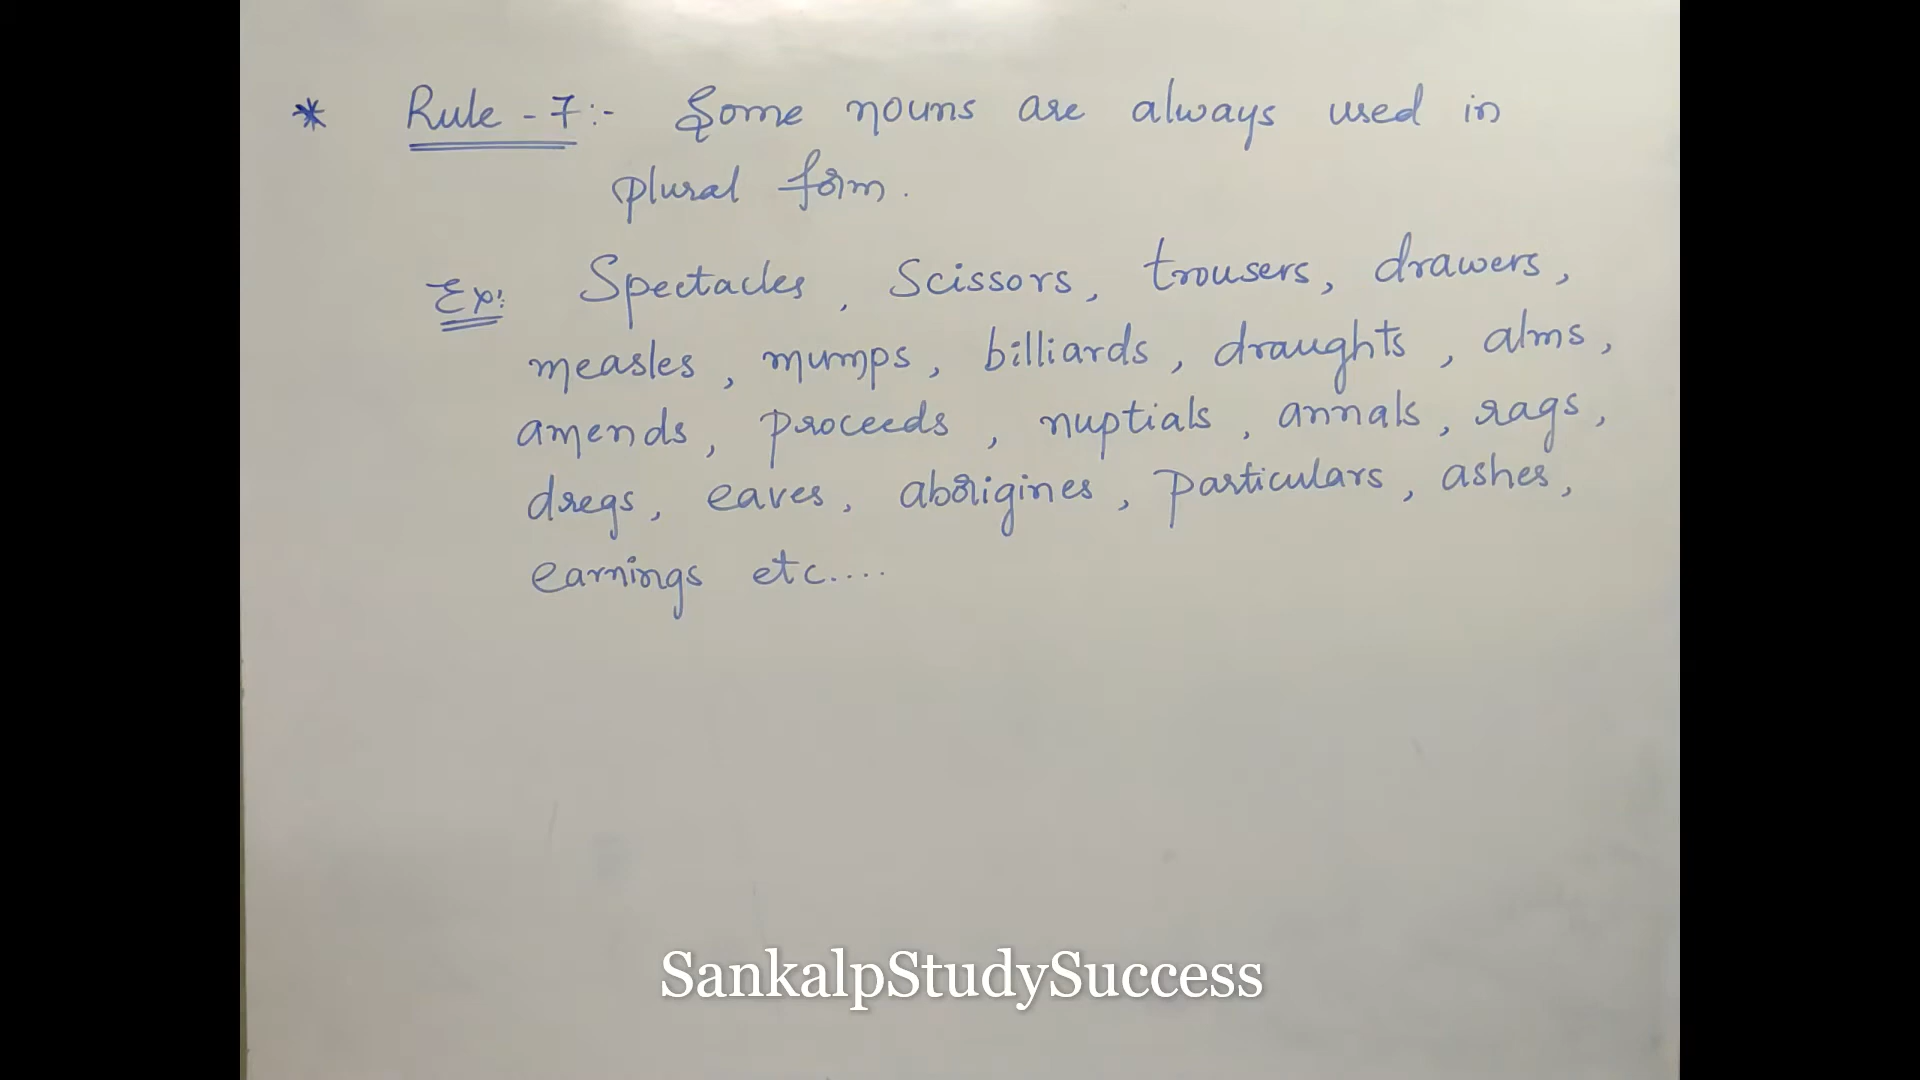 * Rule - 7:- Some nouns are always used in
plural form.
Ex: Spectacles, Scissors, trousers, drawers,
measles, mumps, billiards, draughts, alms,
amends, proceeds, nuptials, annals, rags,
dregs, eaves, aborigines, particulars, ashes,
earnings etc....
SankalpStudySuccess